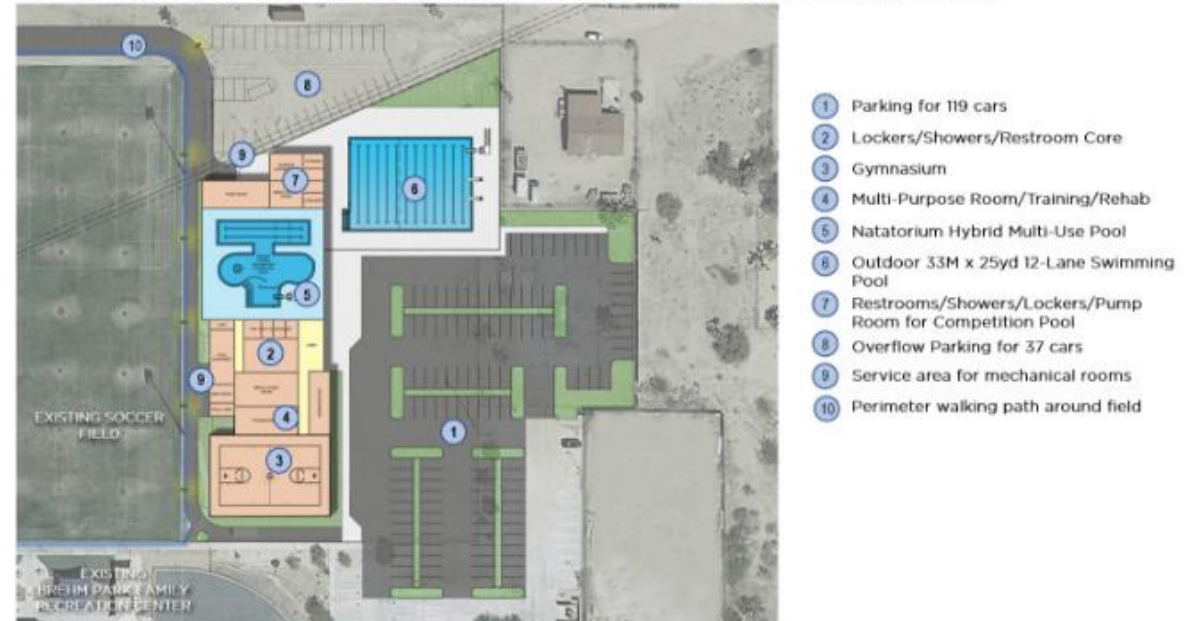 10
8
9
7
6
5
2
9
4
3
1
EXISTING SOCCER
FIELD
EXISTING
BREHM PARK FAMILY
RECREATION CENTER
1 Parking for 119 cars
2 Lockers/Showers/Restroom Core
3 Gymnasium
4 Multi-Purpose Room/Training/Rehab
5 Natatorium Hybrid Multi-Use Pool
6 Outdoor 33M x 25yd 12-Lane Swimming
Pool
7 Restrooms/Showers/Lockers/Pump
Room for Competition Pool
8 Overflow Parking for 37 cars
9 Service area for mechanical rooms
10 Perimeter walking path around field